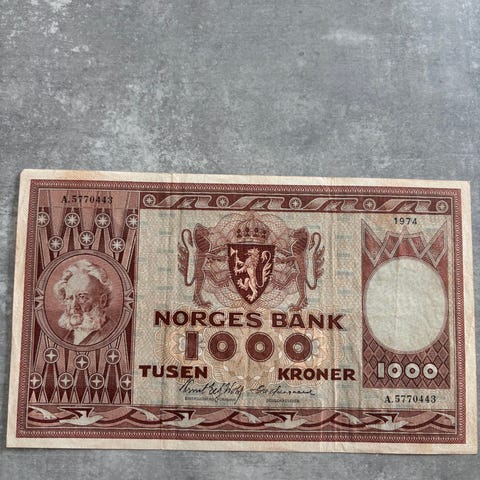 A.5770443
1974
NORGES BANK
1000
TUSEN KRONER
1000
A.5770443